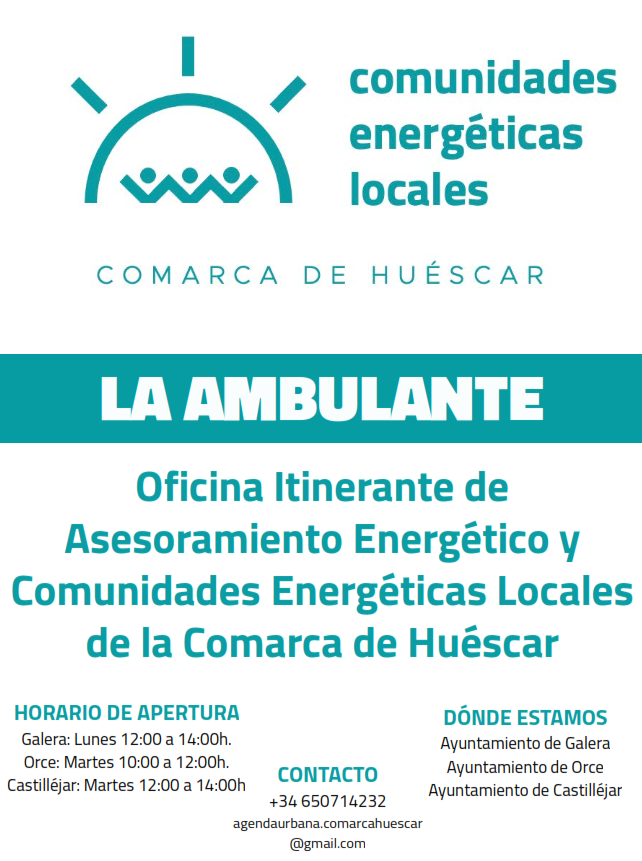 comunidades
energéticas
locales
COMARCA DE HUÉSCAR
LA AMBULANTE
Oficina Itinerante de
Asesoramiento Energético y
Comunidades Energéticas Locales
de la Comarca de Huéscar
HORARIO DE APERTURA
Galera: Lunes 12:00 a 14:00h.
Orce: Martes 10:00 a 12:00h.
Castilléjar: Martes 12:00 a 14:00h
CONTACTO
+34 650714232
agendaurbana.comarcahuescar
@gmail.com
DÓNDE ESTAMOS
Ayuntamiento de Galera
Ayuntamiento de Orce
Ayuntamiento de Castilléjar